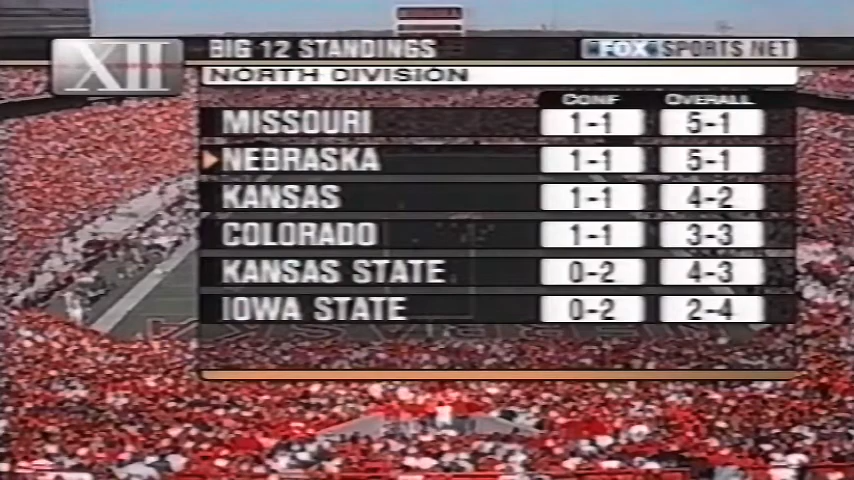 XII
BIG 12 STANDINGS
FOX SPORTS NET
NORTH DIVISION
CONF OVERALL
MISSOURI 1-1 5-1
NEBRASKA 1-1 5-1
KANSAS 1-1 4-2
COLORADO 1-1 3-3
KANSAS STATE 0-2 4-3
IOWA STATE 0-2 2-4